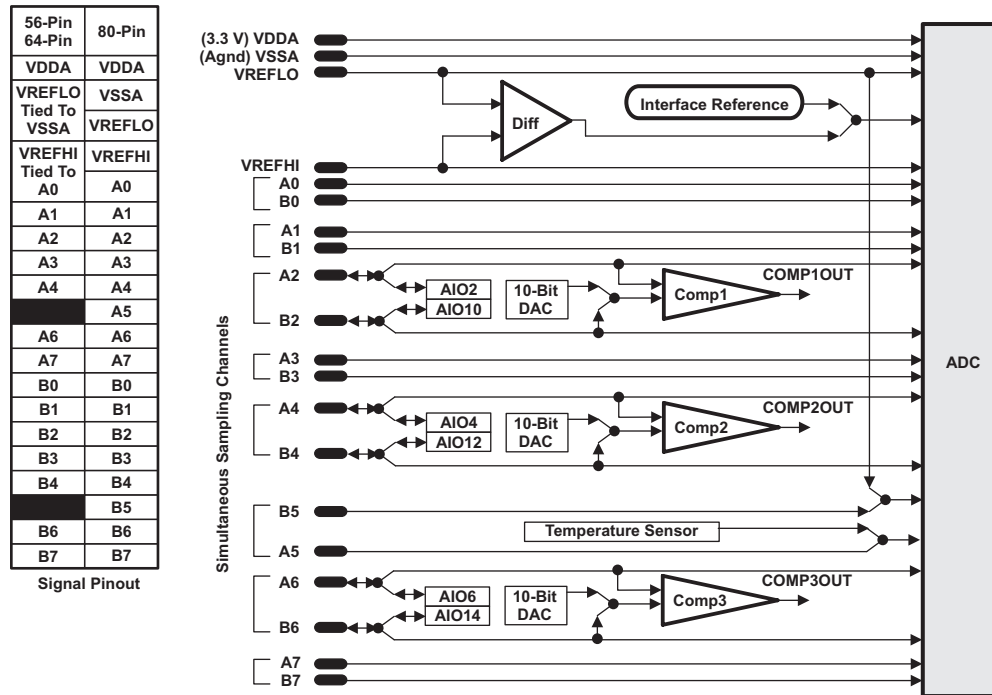 56-Pin
64-Pin
80-Pin
VDDA
VDDA
VREFLO
Tied To
VSSA
VSSA
VREFLO
VREFHI
Tied To
A0
VREFHI
A0
A1
A1
A2
A2
A3
A3
A4
A4
A5
A6
A6
A7
A7
B0
B0
B1
B1
B2
B2
B3
B3
B4
B4
B5
B6
B6
B7
B7
Signal Pinout
(3.3 V) VDDA
(Agnd) VSSA
VREFLO
Diff
Interface Reference
VREFHI
A0
B0
A1
B1
A2
AIO2
AIO10
10-Bit
DAC
Comp1
COMP1OUT
B2
A3
B3
ADC
Simultaneous Sampling Channels
A4
AIO4
AIO12
10-Bit
DAC
Comp2
COMP2OUT
B4
B5
Temperature Sensor
A5
A6
AIO6
AIO14
10-Bit
DAC
Comp3
COMP3OUT
B6
A7
B7